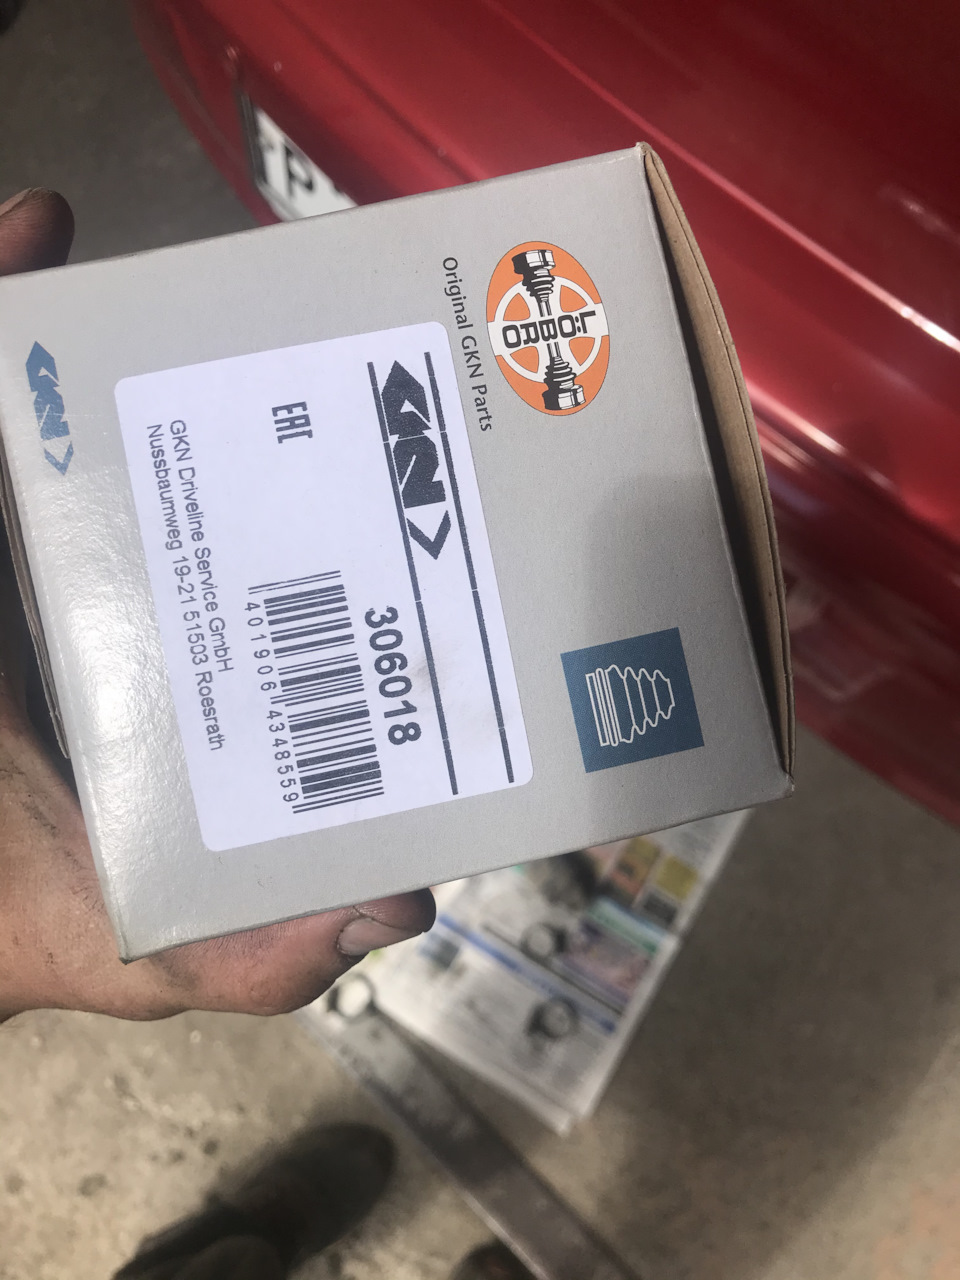 LÖBRO
Original GKN Parts
GKN
306018
4 019064 348559
EAC
GKN Driveline Service GmbH
Nussbaumweg 19-21 51503 Roesrath
GKN